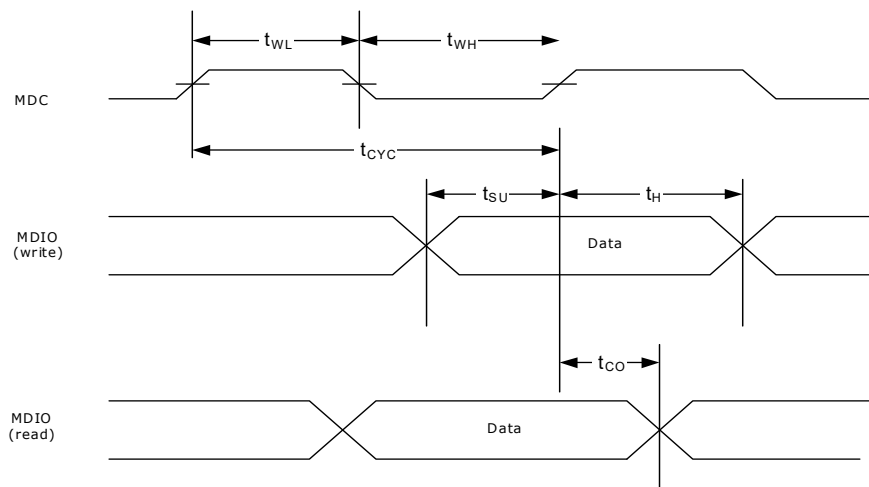 tWL
tWH
MDC
tCYC
tSU
tH
MDIO
(write)
Data
tCO
MDIO
(read)
Data